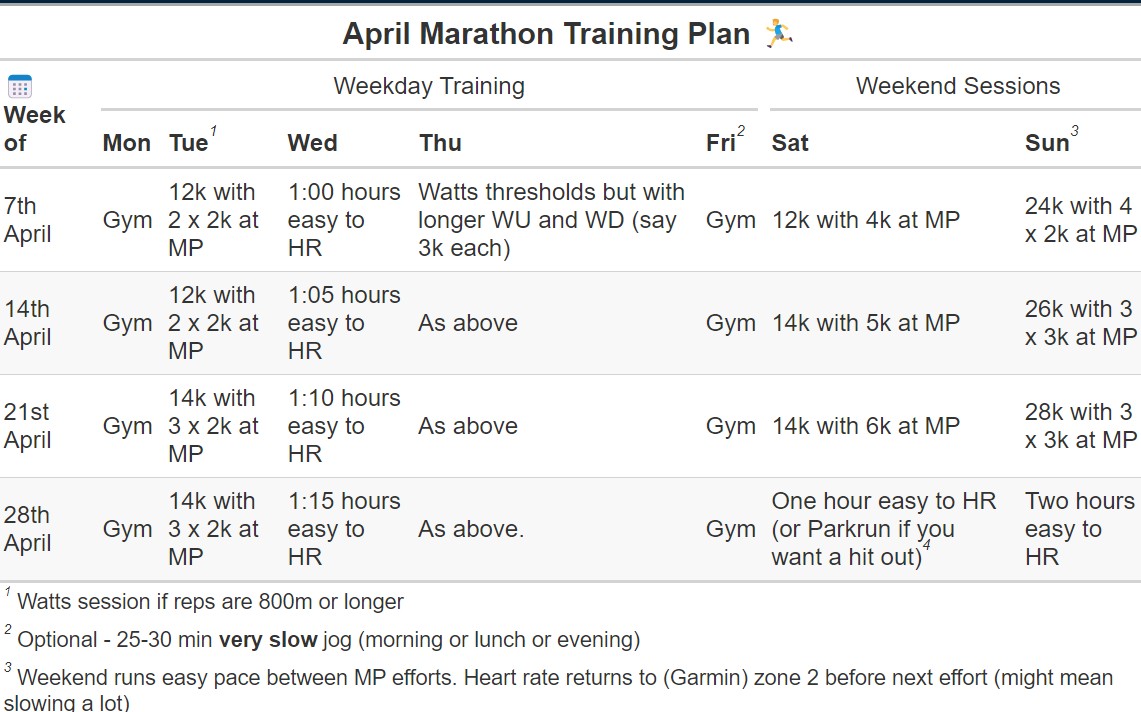 April Marathon Training Plan 🏃‍♂️
Weekday Training
Weekend Sessions
Week of
Mon
Tue 1
Wed
Thu
Fri 2
Sat
Sun 3
7th April
Gym
12k with 2 x 2k at MP
1:00 hours easy to HR
Watts thresholds but with longer WU and WD (say 3k each)
Gym
12k with 4k at MP
24k with 4 x 2k at MP
14th April
Gym
12k with 2 x 2k at MP
1:05 hours easy to HR
As above
Gym
14k with 5k at MP
26k with 3 x 3k at MP
21st April
Gym
14k with 3 x 2k at MP
1:10 hours easy to HR
As above
Gym
14k with 6k at MP
28k with 3 x 3k at MP
28th April
Gym
14k with 3 x 2k at MP
1:15 hours easy to HR
As above.
Gym
One hour easy to HR (or Parkrun if you want a hit out) 4
Two hours easy to HR
1 Watts session if reps are 800m or longer
2 Optional - 25-30 min very slow jog (morning or lunch or evening)
3 Weekend runs easy pace between MP efforts. Heart rate returns to (Garmin) zone 2 before next effort (might mean
slowing a lot)